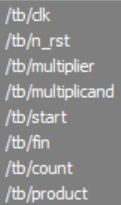 /tb/clk
/tb/n_rst
/tb/multiplier
/tb/multiplicand
/tb/start
/tb/fin
/tb/count
/tb/product